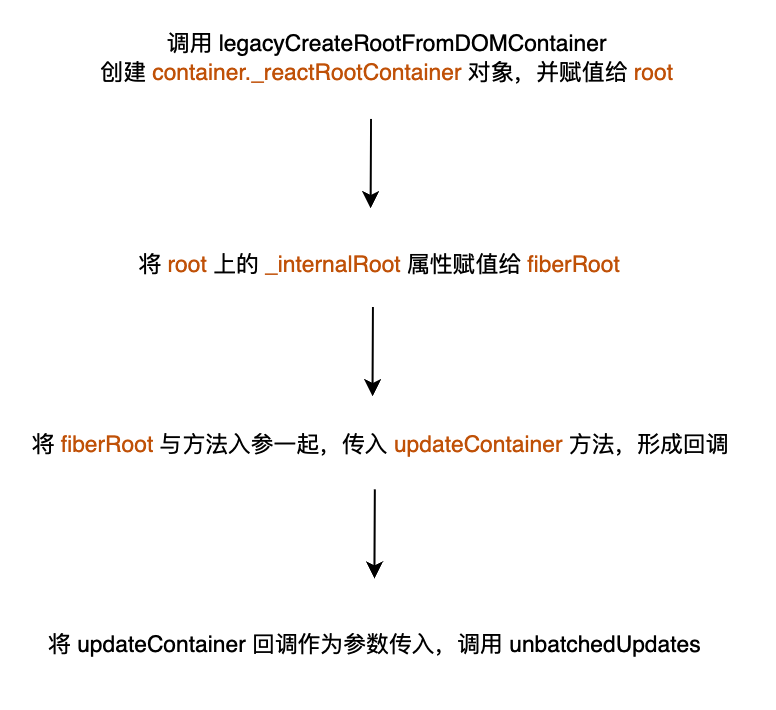 调用 legacyCreateRootFromDOMContainer
创建 container._reactRootContainer 对象，并赋值给 root
将 root 上的 _internalRoot 属性赋值给 fiberRoot
将 fiberRoot 与方法入参一起，传入 updateContainer 方法，形成回调
将 updateContainer 回调作为参数传入，调用 unbatchedUpdates